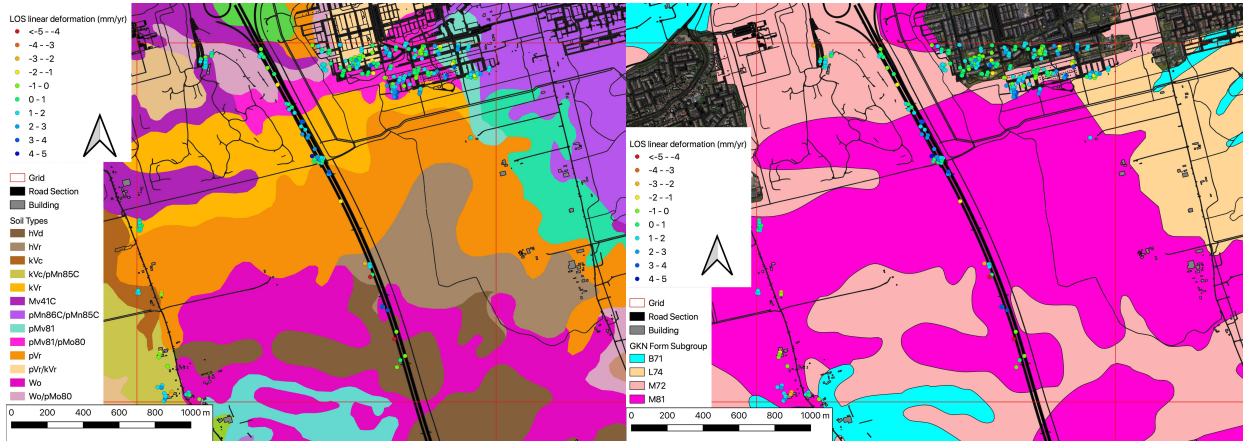 LOS linear deformation (mm/yr)
<-5 - -4
-4 - -3
-3 - -2
-2 - -1
-1 - 0
0 - 1
1 - 2
2 - 3
3 - 4
4 - 5
Grid
Road Section
Building
Soil Types
hVd
hVr
kVc
kVc/pMn85C
kVr
Mv41C
pMn86C/pMn85C
pMv81
pMv81/pMo80
pVr
pVr/kVr
Wo
Wo/pMo80
0 200 400 600 800 1000 m
LOS linear deformation (mm/yr)
<-5 - -4
-4 - -3
-3 - -2
-2 - -1
-1 - 0
0 - 1
1 - 2
2 - 3
3 - 4
4 - 5
Grid
Road Section
Building
GKN Form Subgroup
B71
L74
M72
M81
0 200 400 600 800 1000 m